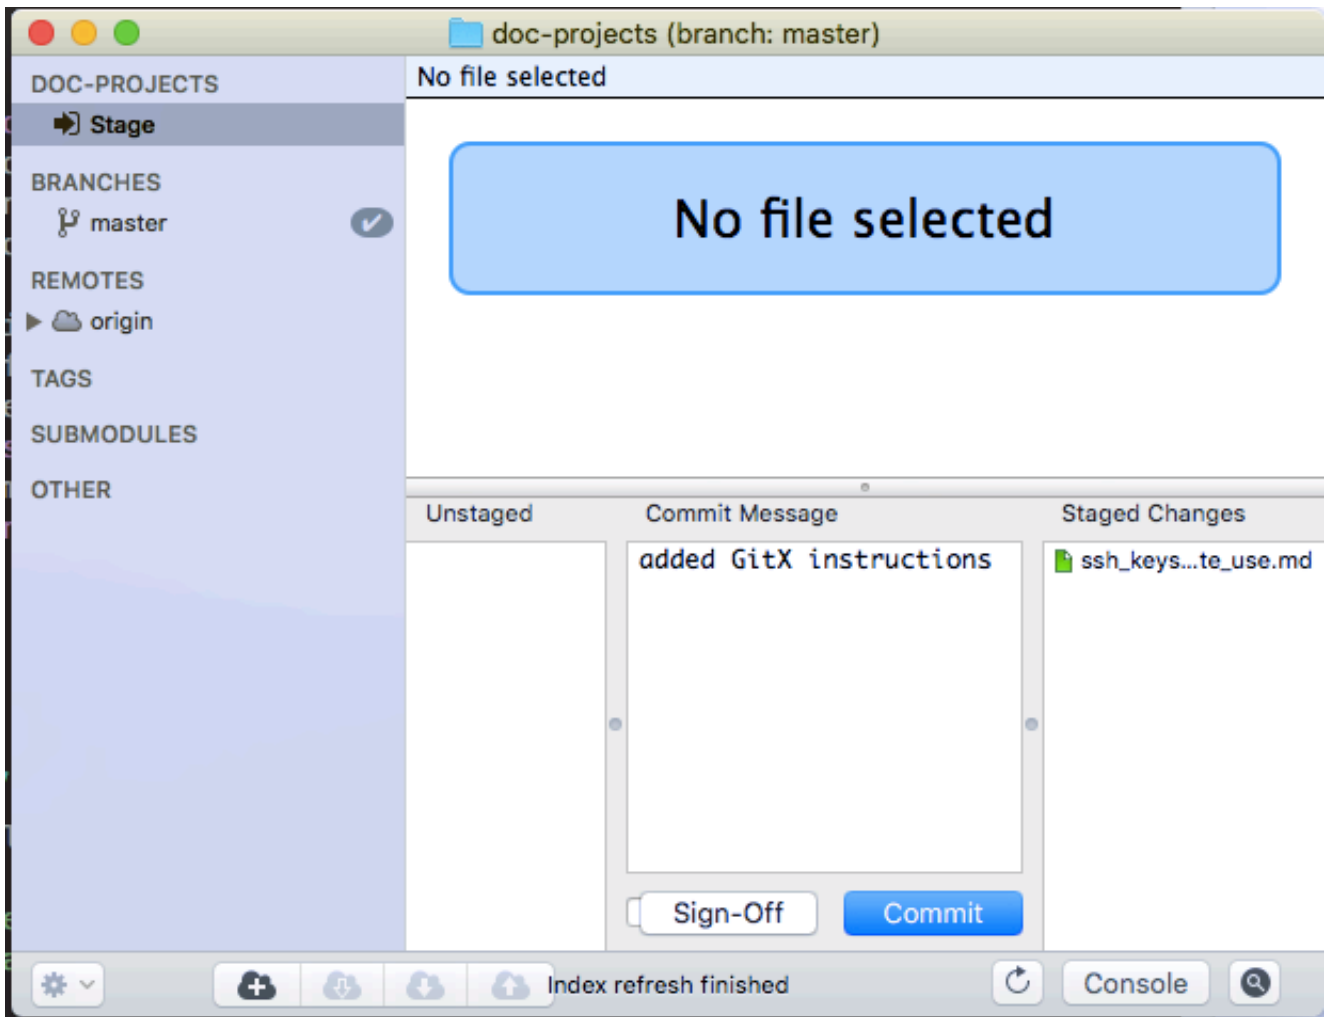 doc-projects (branch: master)
DOC-PROJECTS
Stage
BRANCHES
master
REMOTES
origin
TAGS
SUBMODULES
OTHER
No file selected
No file selected
Unstaged
Commit Message
Staged Changes
added GitX instructions
ssh_keys...te_use.md
Sign-Off
Commit
Index refresh finished
Console